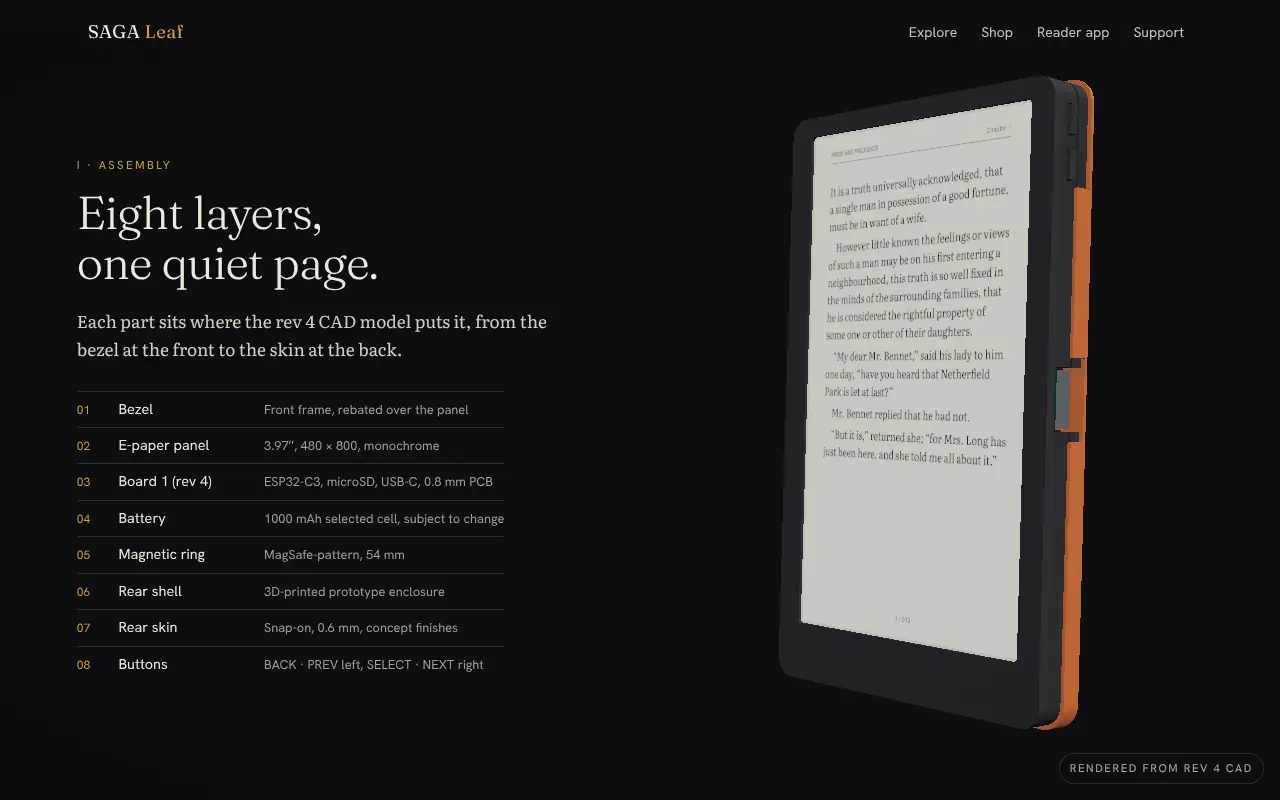 SAGA Leaf
Explore Shop Reader app Support
I · ASSEMBLY
Eight layers,
one quiet page.
Each part sits where the rev 4 CAD model puts it, from the
bezel at the front to the skin at the back.
01 Bezel Front frame, rebated over the panel
02 E-paper panel 3.97″, 480 × 800, monochrome
03 Board 1 (rev 4) ESP32-C3, microSD, USB-C, 0.8 mm PCB
04 Battery 1000 mAh selected cell, subject to change
05 Magnetic ring MagSafe-pattern, 54 mm
06 Rear shell 3D-printed prototype enclosure
07 Rear skin Snap-on, 0.6 mm, concept finishes
08 Buttons BACK · PREV left, SELECT · NEXT right
PRIDE AND PREJUDICE Chapter
It is a truth universally acknowledged, that
a single man in possession of a good fortune,
must be in want of a wife.
However little known the feelings or views
of such a man may be on his first entering a
neighbourhood, this truth is so well fixed in
the minds of the surrounding families, that
he is considered the rightful property of
some one or other of their daughters.
“My dear Mr. Bennet,” said his lady to him
one day, “have you heard that Netherfield
Park is let at last?”
Mr. Bennet replied that he had not.
“But it is,” returned she; “for Mrs. Long has
just been here, and she told me all about it.”
RENDERED FROM REV 4 CAD